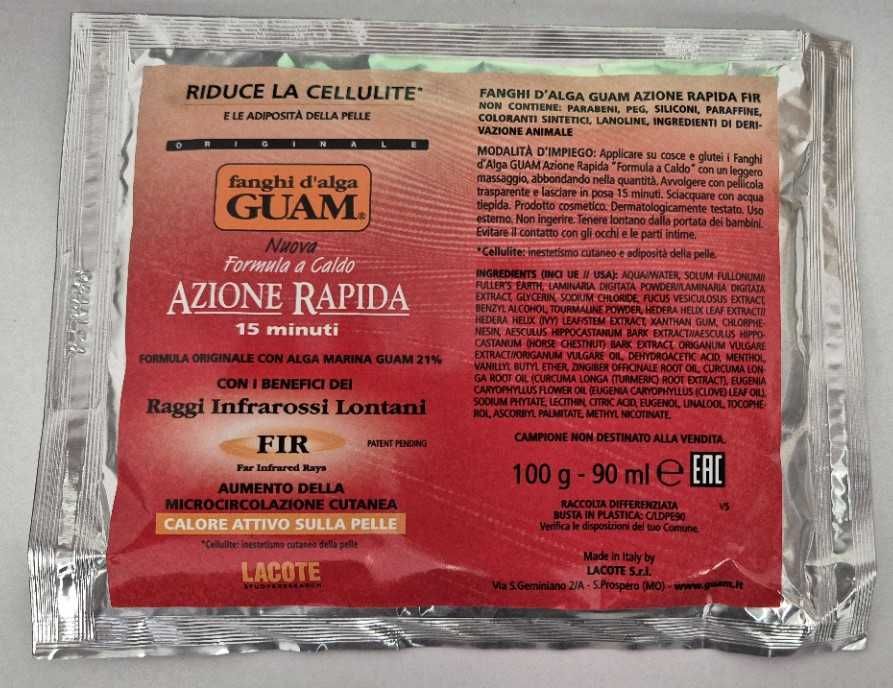 RIDUCE LA CELLULITE*
E LE ADIPOSITÀ DELLA PELLE
ORIGINALE
fanghi d'alga
GUAM®
Nuova
Formula a Caldo
AZIONE RAPIDA
15 minuti
FORMULA ORIGINALE CON ALGA MARINA GUAM 21%
CON I BENEFICI DEI
Raggi Infrarossi Lontani
FIR
PATENT PENDING
Far Infrared Rays
AUMENTO DELLA
MICROCIRCOLAZIONE CUTANEA
CALORE ATTIVO SULLA PELLE
*Cellulite: inestetismo cutaneo della pelle
LACOTE
STUDY&RESEARCH
FANGHI D'ALGA GUAM AZIONE RAPIDA FIR
NON CONTIENE: PARABENI, PEG, SILICONI, PARAFFINE,
COLORANTI SINTETICI, LANOLINE, INGREDIENTI DI DERI-
VAZIONE ANIMALE
MODALITÀ D'IMPIEGO: Applicare su cosce e glutei i Fanghi
d'Alga GUAM Azione Rapida "Formula a Caldo" con un leggero
massaggio, abbondando nella quantità. Avvolgere con pellicola
trasparente e lasciare in posa 15 minuti. Sciacquare con acqua
tiepida. Prodotto cosmetico. Dermatologicamente testato. Uso
esterno. Non ingerire. Tenere lontano dalla portata dei bambini.
Evitare il contatto con gli occhi e le parti intime.
*Cellulite: inestetismo cutaneo e adiposità della pelle.
INGREDIENTS (INCI UE // USA): AQUA//WATER, SOLUM FULLONUM//
FULLER'S EARTH, LAMINARIA DIGITATA POWDER//LAMINARIA DIGITATA
EXTRACT, GLYCERIN, SODIUM CHLORIDE, FUCUS VESICULOSUS EXTRACT,
BENZYL ALCOHOL, TOURMALINE POWDER, HEDERA HELIX LEAF EXTRACT//
HEDERA HELIX (IVY) LEAF/STEM EXTRACT, XANTHAN GUM, CHLORPHE-
NESIN, AESCULUS HIPPOCASTANUM BARK EXTRACT//AESCULUS HIPPO-
CASTANUM (HORSE CHESTNUT) BARK EXTRACT, ORIGANUM VULGARE
EXTRACT//ORIGANUM VULGARE OIL, DEHYDROACETIC ACID, MENTHOL,
VANILLYL BUTYL ETHER, ZINGIBER OFFICINALE ROOT OIL, CURCUMA LON-
GA ROOT OIL (CURCUMA LONGA (TURMERIC) ROOT EXTRACT), EUGENIA
CARYOPHYLLUS FLOWER OIL (EUGENIA CARYOPHYLLUS (CLOVE) LEAF OIL),
SODIUM PHYTATE, LECITHIN, CITRIC ACID, EUGENOL, LINALOOL, TOCOPHE-
ROL, ASCORBYL PALMITATE, METHYL NICOTINATE.
CAMPIONE NON DESTINATO ALLA VENDITA.
100 g - 90 ml e EAC
RACCOLTA DIFFERENZIATA
V5
BUSTA IN PLASTICA: C/LDPE90
Verifica le disposizioni del tuo Comune.
Made in Italy by
LACOTE S.r.l.
Via S.Geminiano 2/A - S.Prospero (MO) - www.guam.it